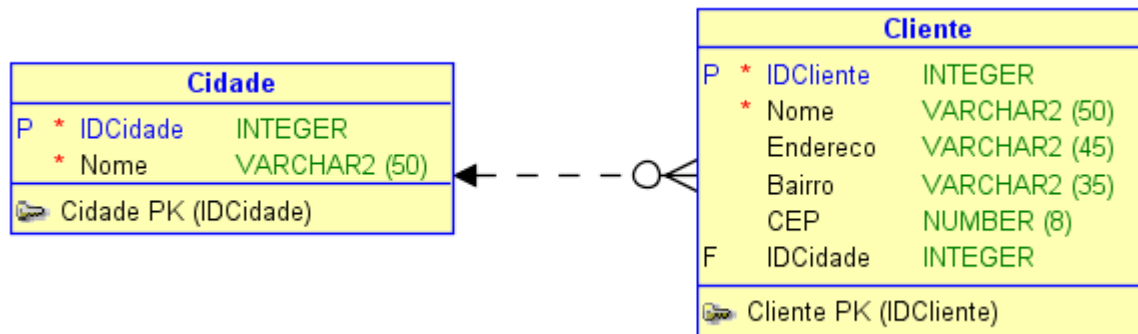 Cidade
P * IDCidade INTEGER
* Nome VARCHAR2 (50)
Cidade PK (IDCidade)
Cliente
P * IDCliente INTEGER
* Nome VARCHAR2 (50)
Endereco VARCHAR2 (45)
Bairro VARCHAR2 (35)
CEP NUMBER (8)
F IDCidade INTEGER
Cliente PK (IDCliente)